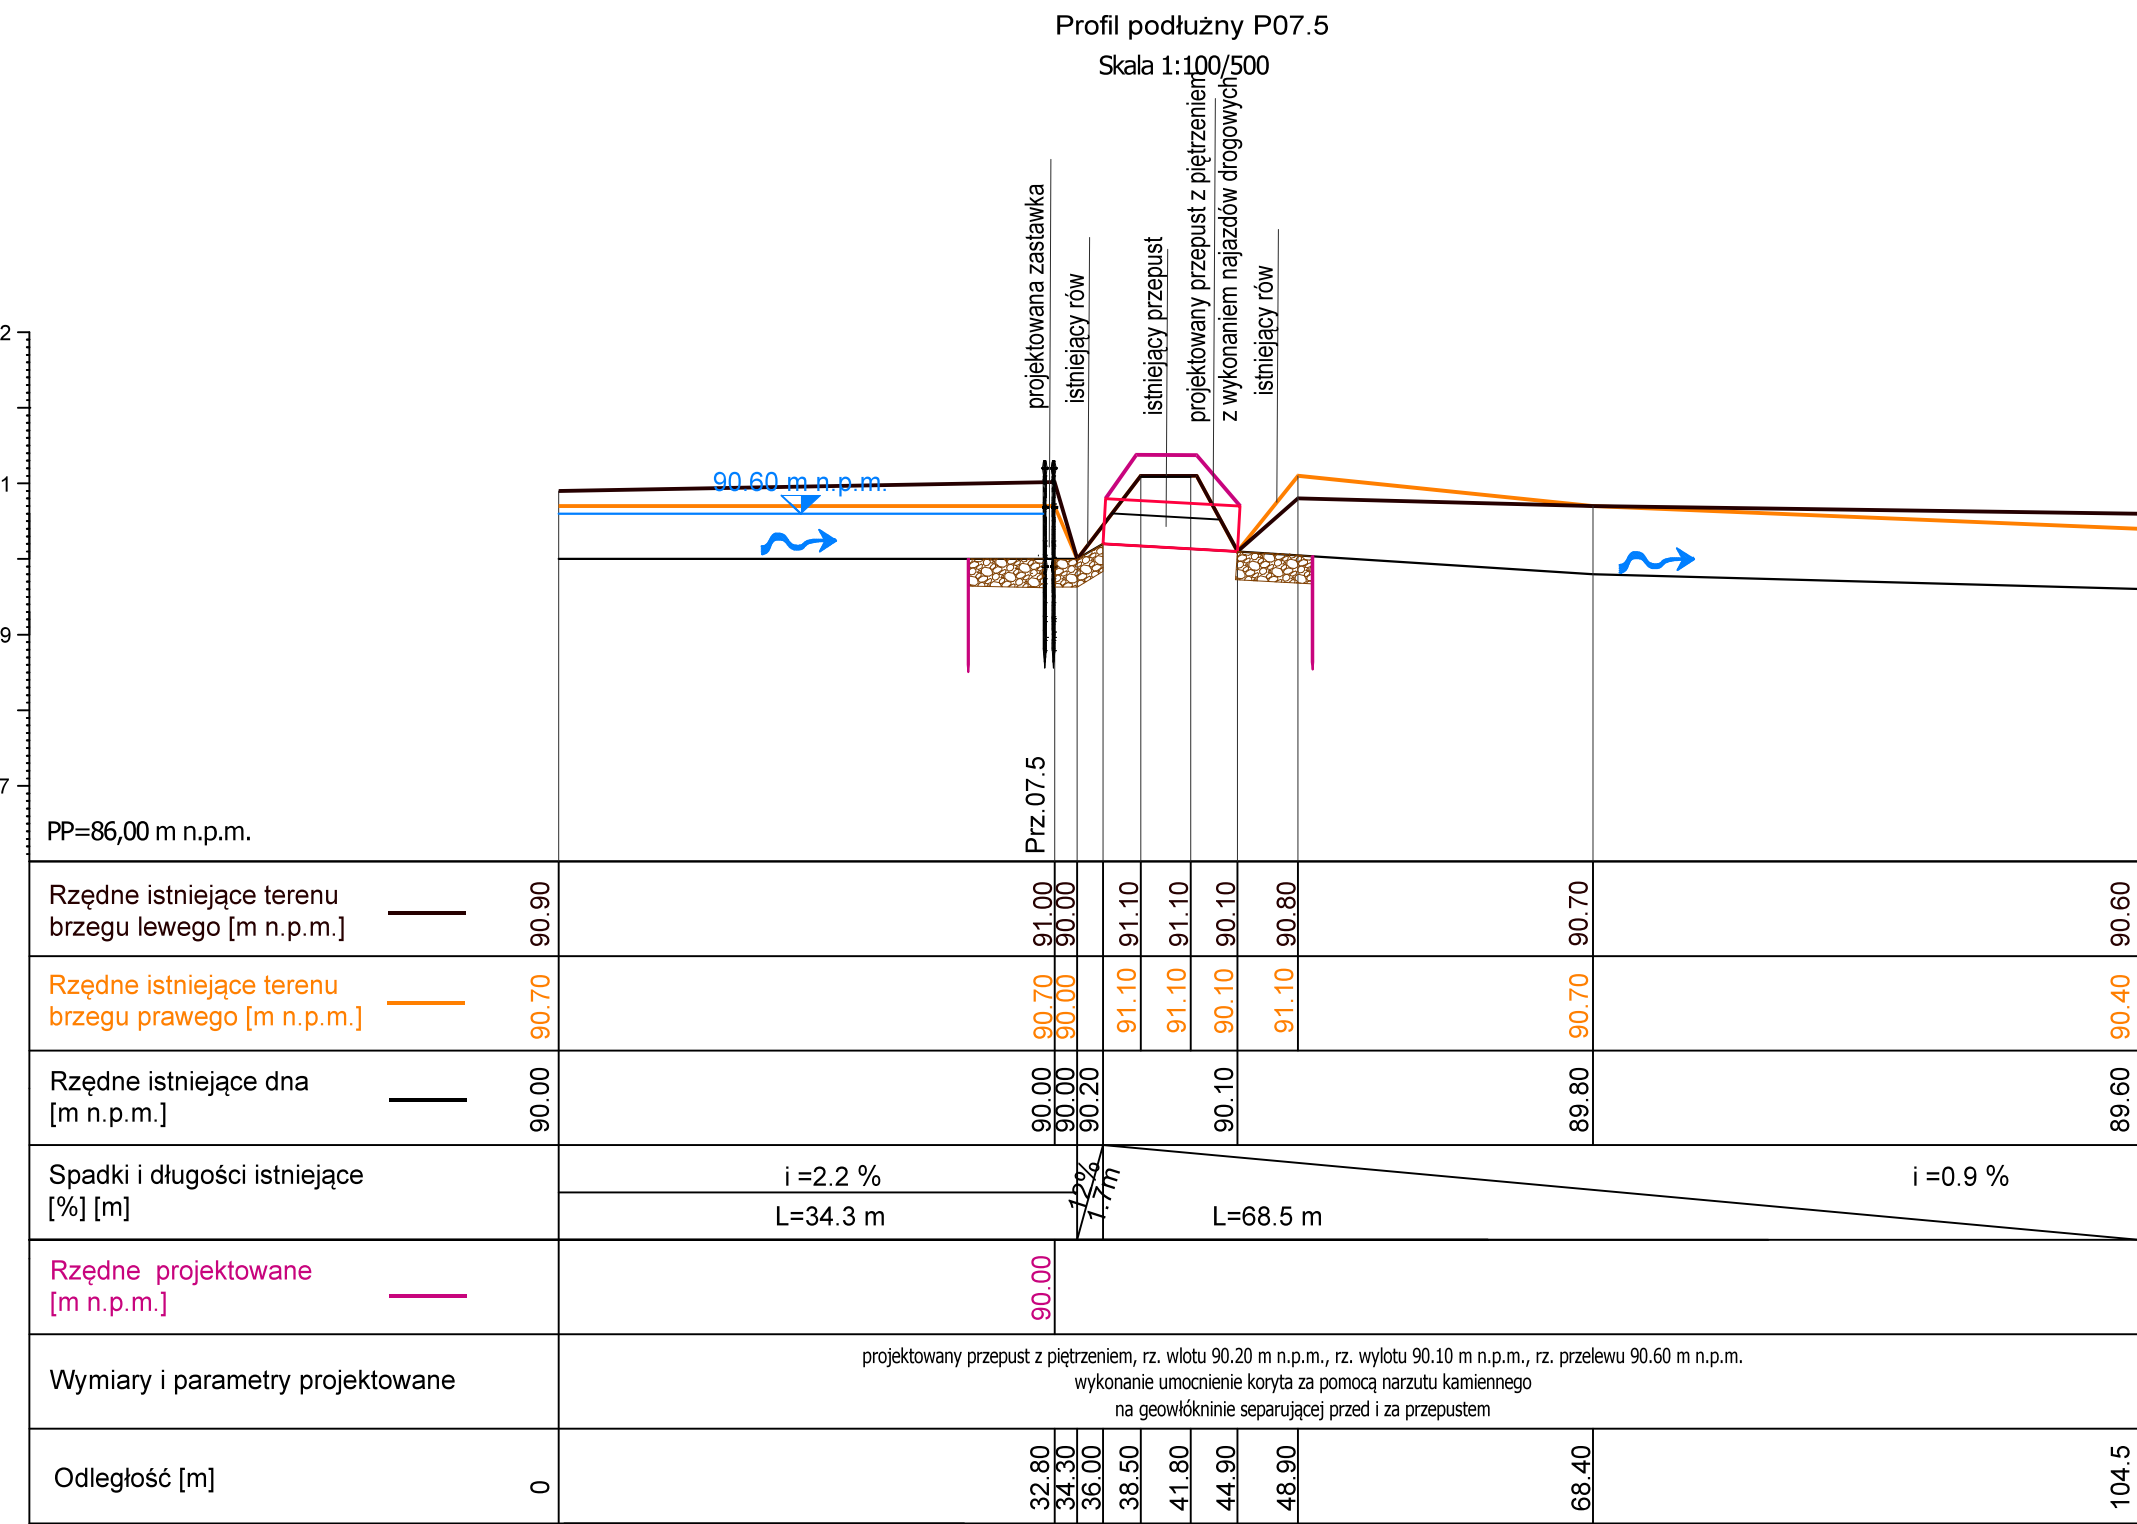 Profil podłużny P07.5
Skala 1:100/500
projektowana zastawka
istniejący rów
istniejący przepust
projektowany przepust z piętrzeniem
z wykonaniem najazdów drogowych
istniejący rów
2
1
9
7
90.60 m n.p.m.
Prz.07.5
PP=86,00 m n.p.m.
Rzędne istniejące terenu
brzegu lewego [m n.p.m.]
90.90 91.00 90.00 91.10 91.10 90.10 90.80 90.70 90.60
Rzędne istniejące terenu
brzegu prawego [m n.p.m.]
90.70 90.70 90.00 91.10 91.10 90.10 91.10 90.70 90.40
Rzędne istniejące dna
[m n.p.m.]
90.00 90.00 90.00 90.20 90.10 89.80 89.60
Spadki i długości istniejące
[%] [m]
i =2.2 %
L=34.3 m
12%
1.7m
L=68.5 m
i =0.9 %
Rzędne projektowane
[m n.p.m.]
90.00
Wymiary i parametry projektowane
projektowany przepust z piętrzeniem, rz. wlotu 90.20 m n.p.m., rz. wylotu 90.10 m n.p.m., rz. przelewu 90.60 m n.p.m.
wykonanie umocnienie koryta za pomocą narzutu kamiennego
na geowłókninie separującej przed i za przepustem
Odległość [m]
0 32.80 34.30 36.00 38.50 41.80 44.90 48.90 68.40 104.5